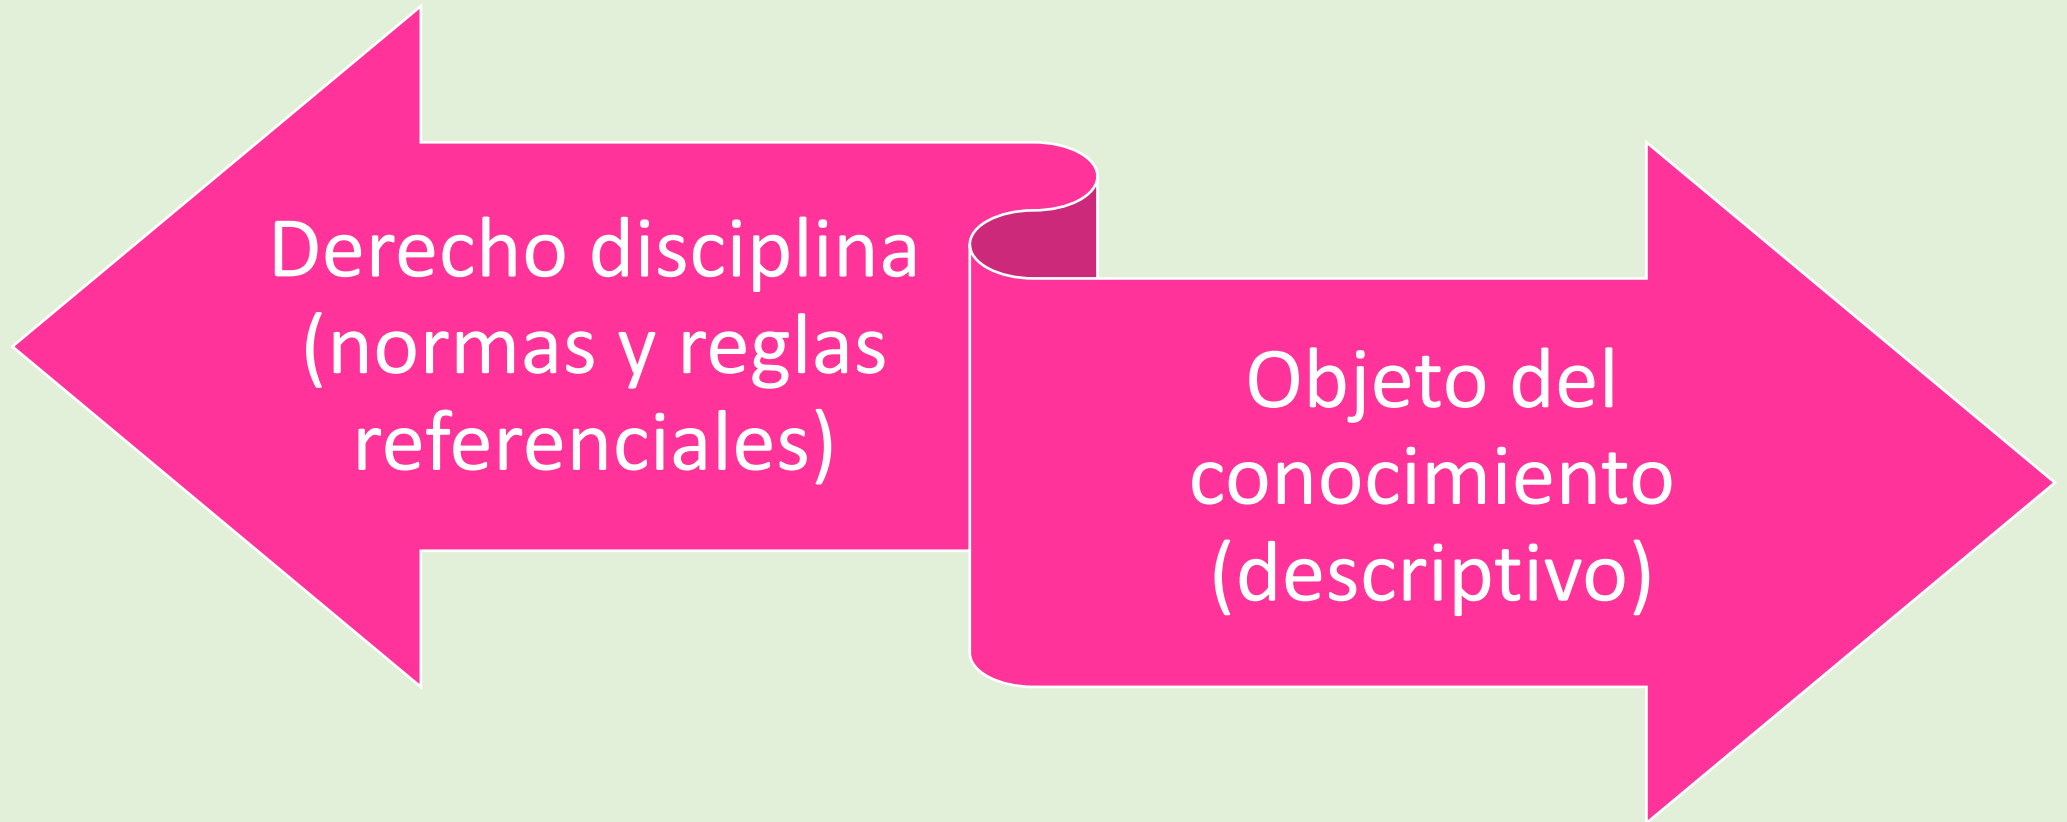 Derecho disciplina
(normas y reglas
referenciales)
Objeto del
conocimiento
(descriptivo)